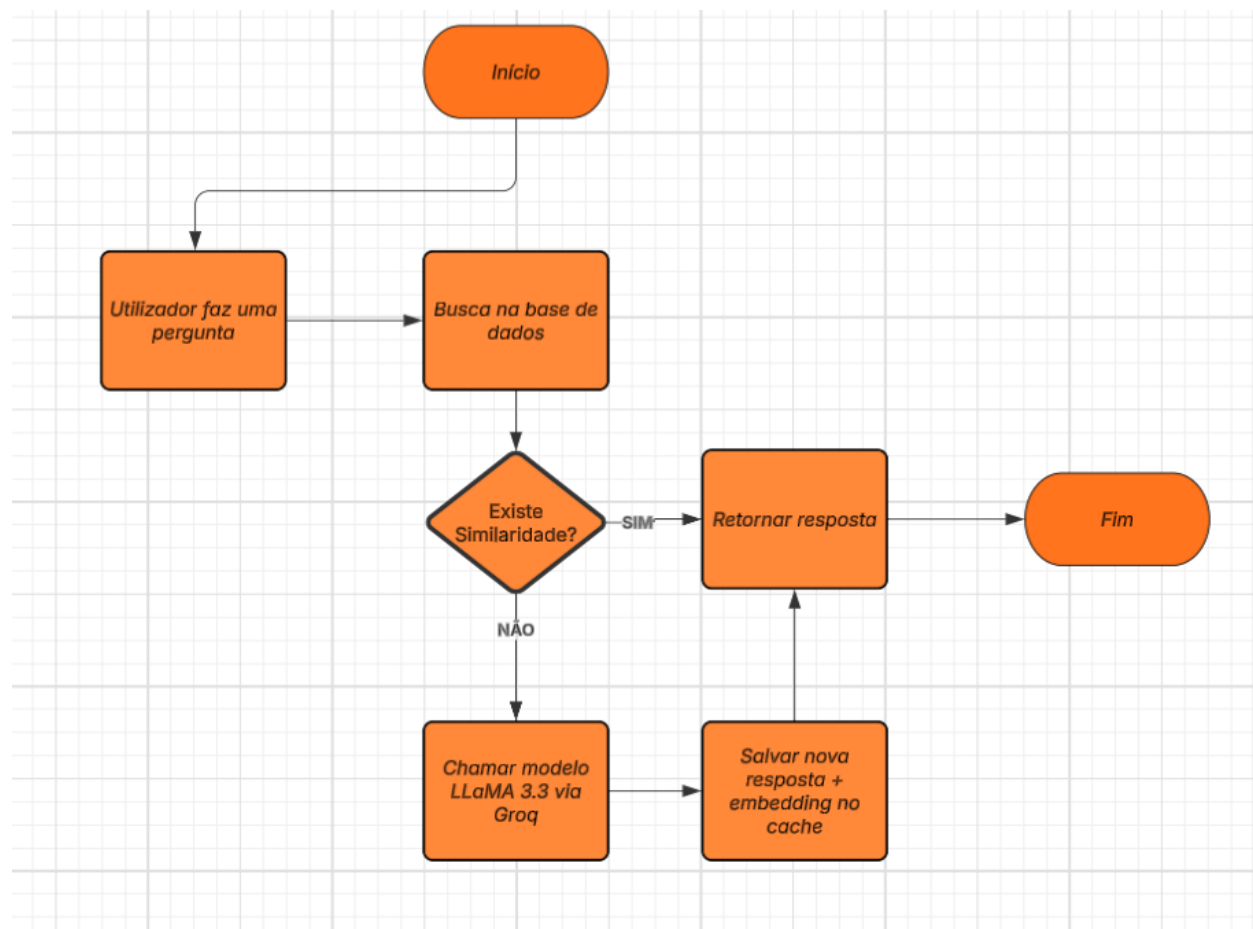 Início
Utilizador faz uma
pergunta
Busca na base de
dados
Existe
Similaridade?
SIM
Retornar resposta
Fim
NÃO
Chamar modelo
LLaMA 3.3 via
Groq
Salvar nova
resposta +
embedding no
cache